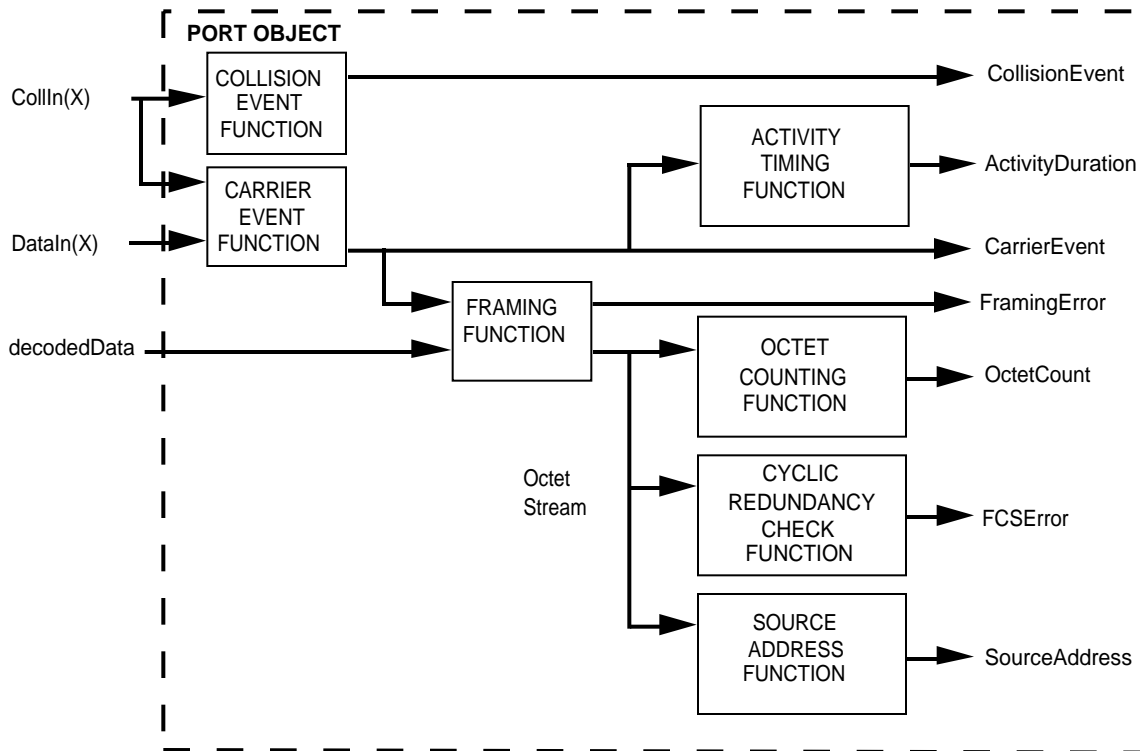 PORT OBJECT
CollIn(X)
COLLISION
EVENT
FUNCTION
CollisionEvent
ACTIVITY
TIMING
FUNCTION
ActivityDuration
DataIn(X)
CARRIER
EVENT
FUNCTION
CarrierEvent
decodedData
FRAMING
FUNCTION
FramingError
OCTET
COUNTING
FUNCTION
OctetCount
Octet
Stream
CYCLIC
REDUNDANCY
CHECK
FUNCTION
FCSError
SOURCE
ADDRESS
FUNCTION
SourceAddress